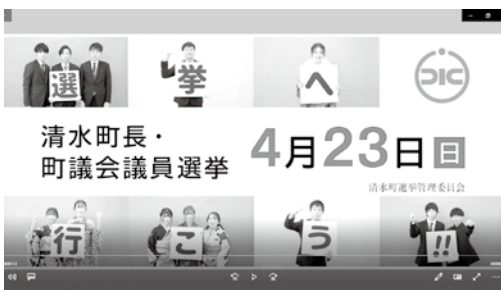 選 挙 へ
清水町長・
町議会議員選挙
4月23日 日
清水町選挙管理委員会
行 こ う !!